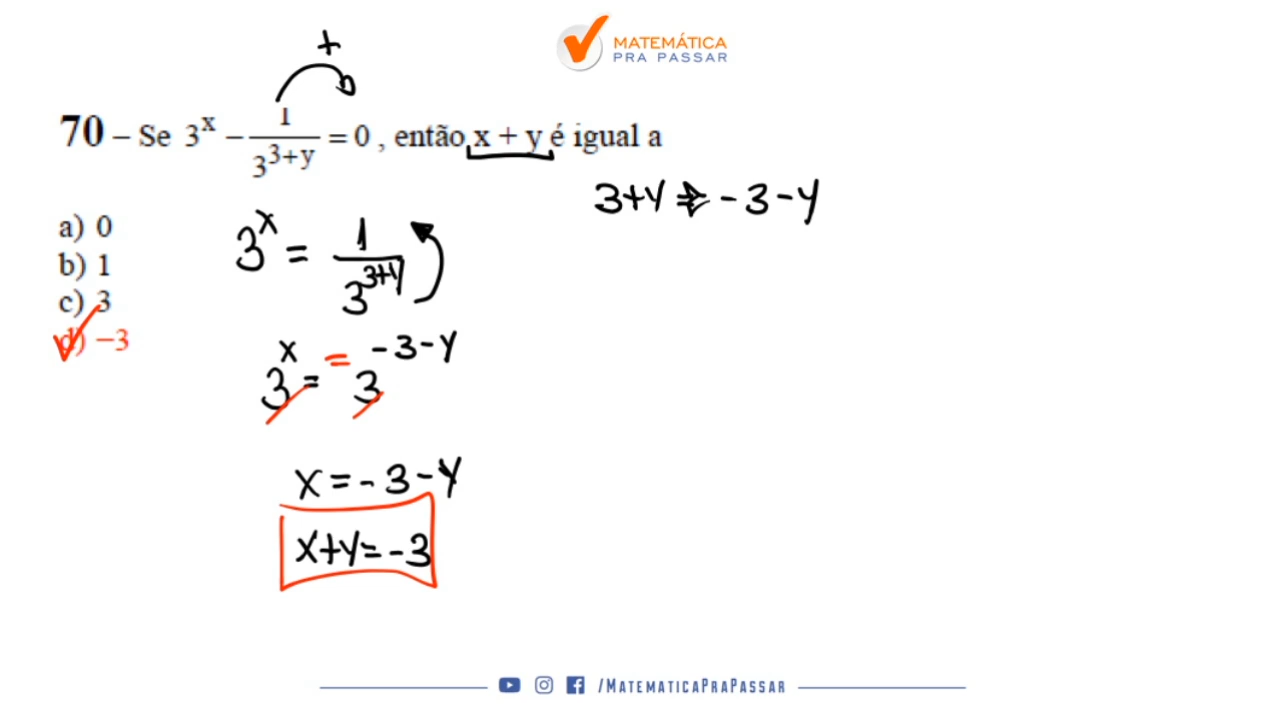 MATEMÁTICA
PRA PASSAR
+
70 – Se 3^x − 1/3^(3+y) = 0 , então x + y é igual a
3+y ⇒ -3-y
a) 0
b) 1
c) 3
d) −3
3^x = 1/3^(3+y)
3^x = = 3^(-3-y)
x = -3-y
x+y = -3
/MATEMATICAPRAPASSAR